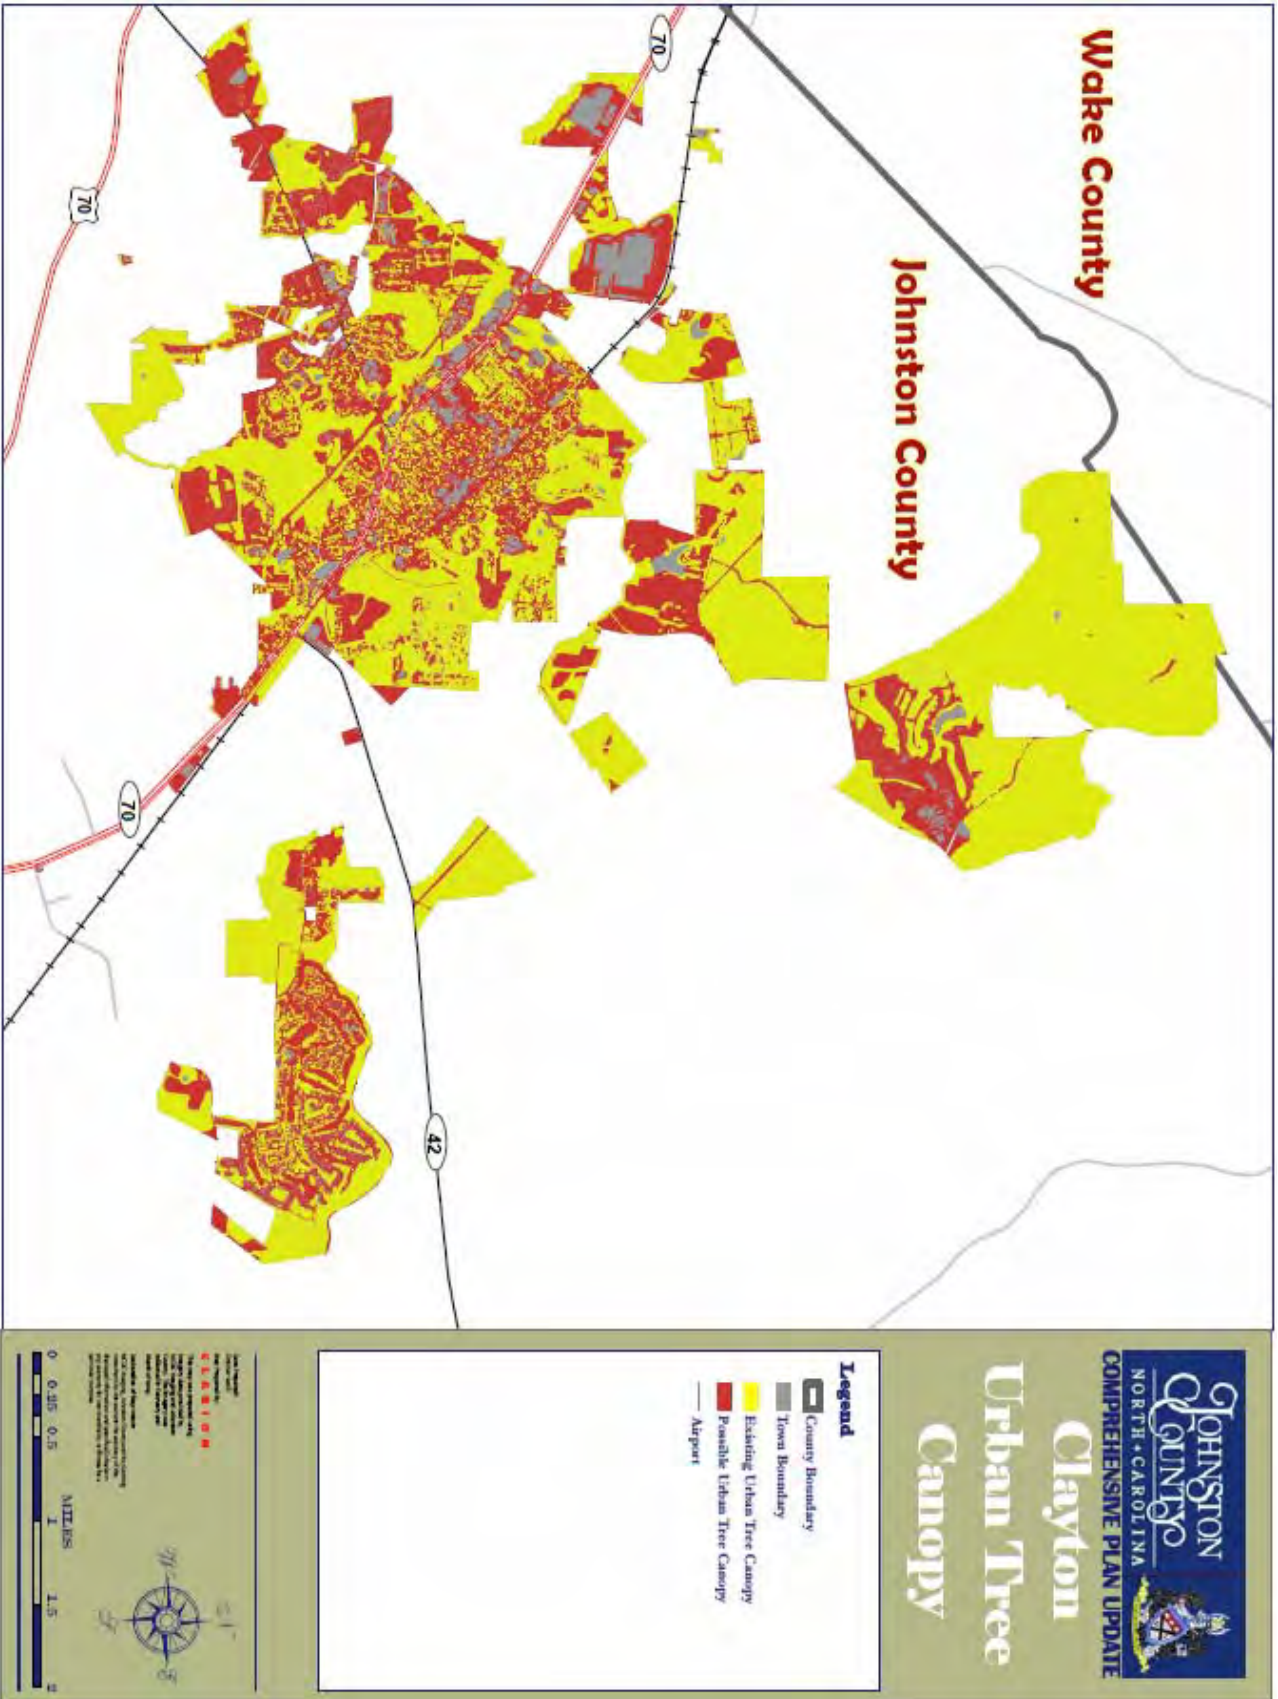 Wake County
Johnston County
70
70
70
42
JOHNSTON
COUNTY
NORTH • CAROLINA
COMPREHENSIVE PLAN UPDATE
Clayton
Urban Tree
Canopy
Legend
County Boundary
Town Boundary
Existing Urban Tree Canopy
Possible Urban Tree Canopy
Airport
CLARION
0 0.25 0.5 1 1.5 2
MILES